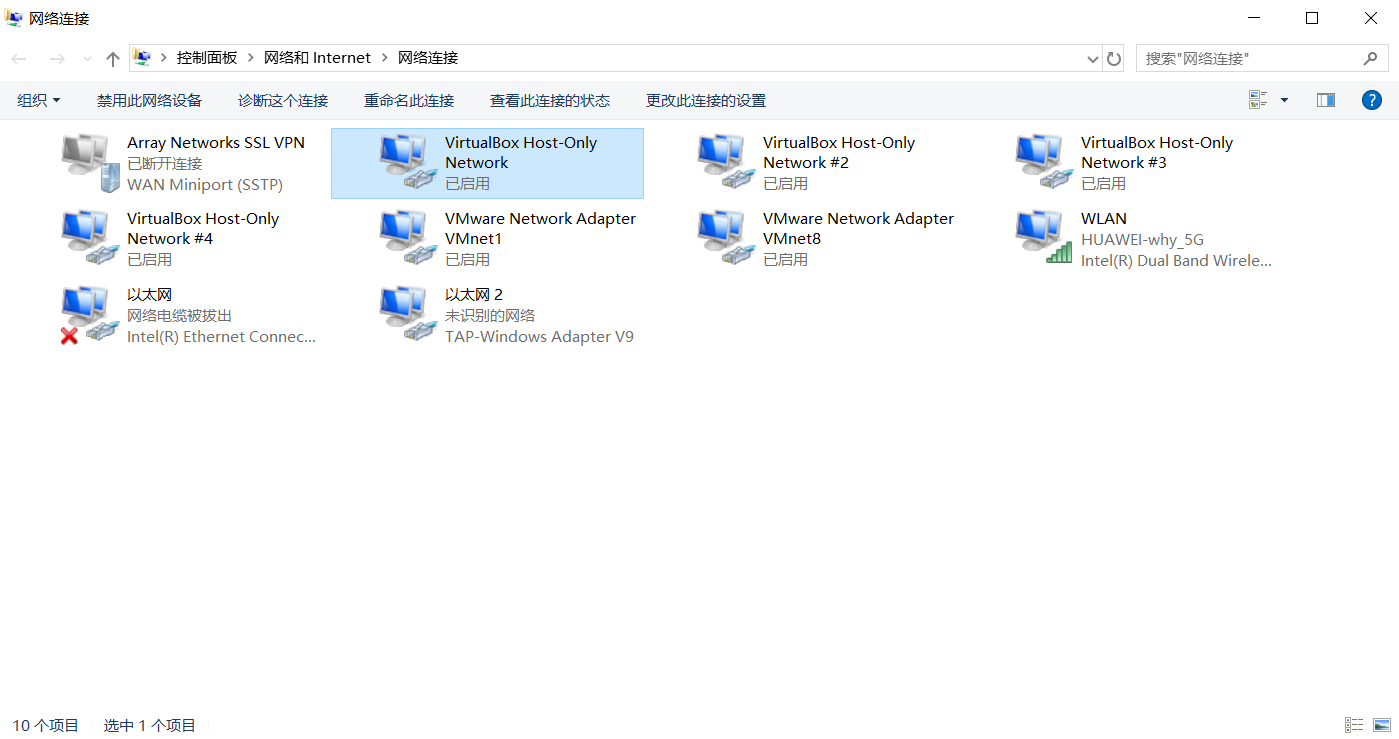 网络连接
控制面板 网络和 Internet 网络连接
搜索"网络连接"
组织 禁用此网络设备 诊断这个连接 重命名此连接 查看此连接的状态 更改此连接的设置
Array Networks SSL VPN
已断开连接
WAN Miniport (SSTP)
VirtualBox Host-Only
Network
已启用
VirtualBox Host-Only
Network #2
已启用
VirtualBox Host-Only
Network #3
已启用
VirtualBox Host-Only
Network #4
已启用
VMware Network Adapter
VMnet1
已启用
VMware Network Adapter
VMnet8
已启用
WLAN
HUAWEI-why_5G
Intel(R) Dual Band Wirele...
以太网
网络电缆被拔出
Intel(R) Ethernet Connec...
以太网 2
未识别的网络
TAP-Windows Adapter V9
10 个项目 选中 1 个项目